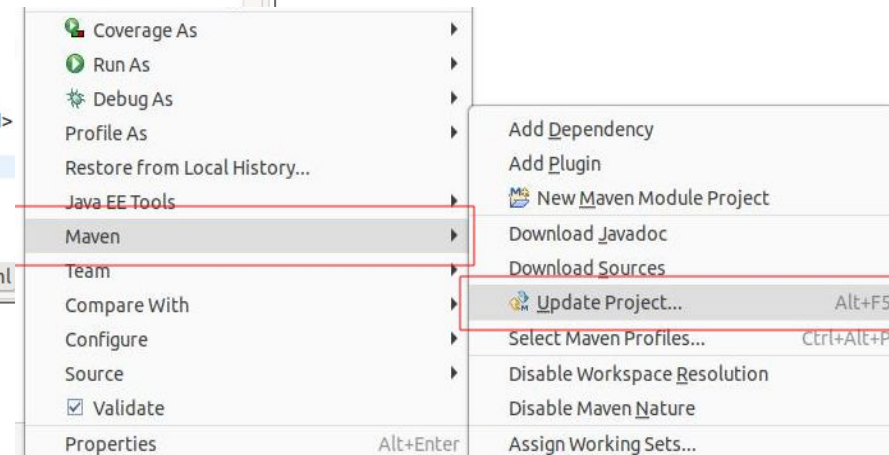 Coverage As
Run As
Debug As
Profile As
Restore from Local History...
Java EE Tools
Maven
Team
Compare With
Configure
Source
Validate
Properties Alt+Enter
Add Dependency
Add Plugin
New Maven Module Project
Download Javadoc
Download Sources
Update Project... Alt+F5
Select Maven Profiles... Ctrl+Alt+P
Disable Workspace Resolution
Disable Maven Nature
Assign Working Sets...